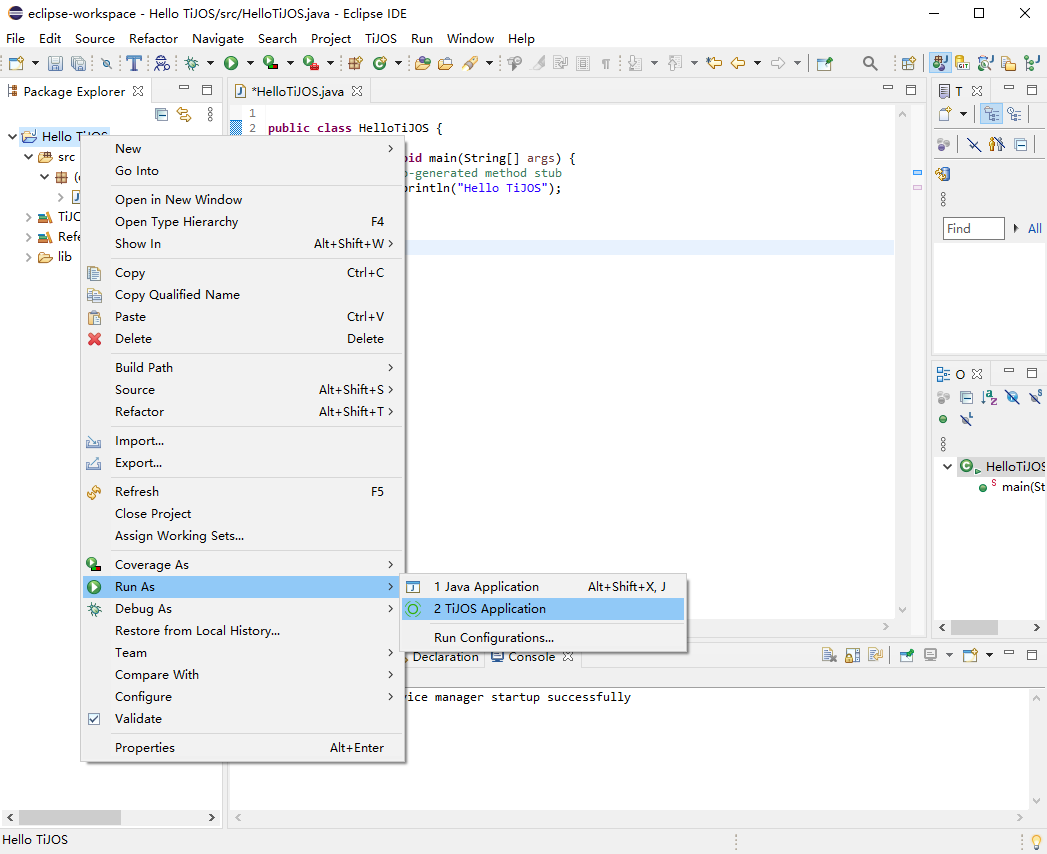 eclipse-workspace - Hello TiJOS/src/HelloTiJOS.java - Eclipse IDE
File Edit Source Refactor Navigate Search Project TiJOS Run Window Help
Package Explorer
*HelloTiJOS.java
T
Hello TiJOS
src
TiJO
Refe
lib
1
2 public class HelloTiJOS {
oid main(String[] args) {
o-generated method stub
println("Hello TiJOS");
New
Go Into
Open in New Window
Open Type Hierarchy F4
Show In Alt+Shift+W
Copy Ctrl+C
Copy Qualified Name
Paste Ctrl+V
Delete Delete
Build Path
Source Alt+Shift+S
Refactor Alt+Shift+T
Import...
Export...
Refresh F5
Close Project
Assign Working Sets...
Coverage As
Run As
Debug As
Restore from Local History...
Team
Compare With
Configure
Validate
Properties Alt+Enter
1 Java Application Alt+Shift+X, J
2 TiJOS Application
Run Configurations...
Find All
O
HelloTiJOS
main(St
Declaration Console
vice manager startup successfully
Hello TiJOS